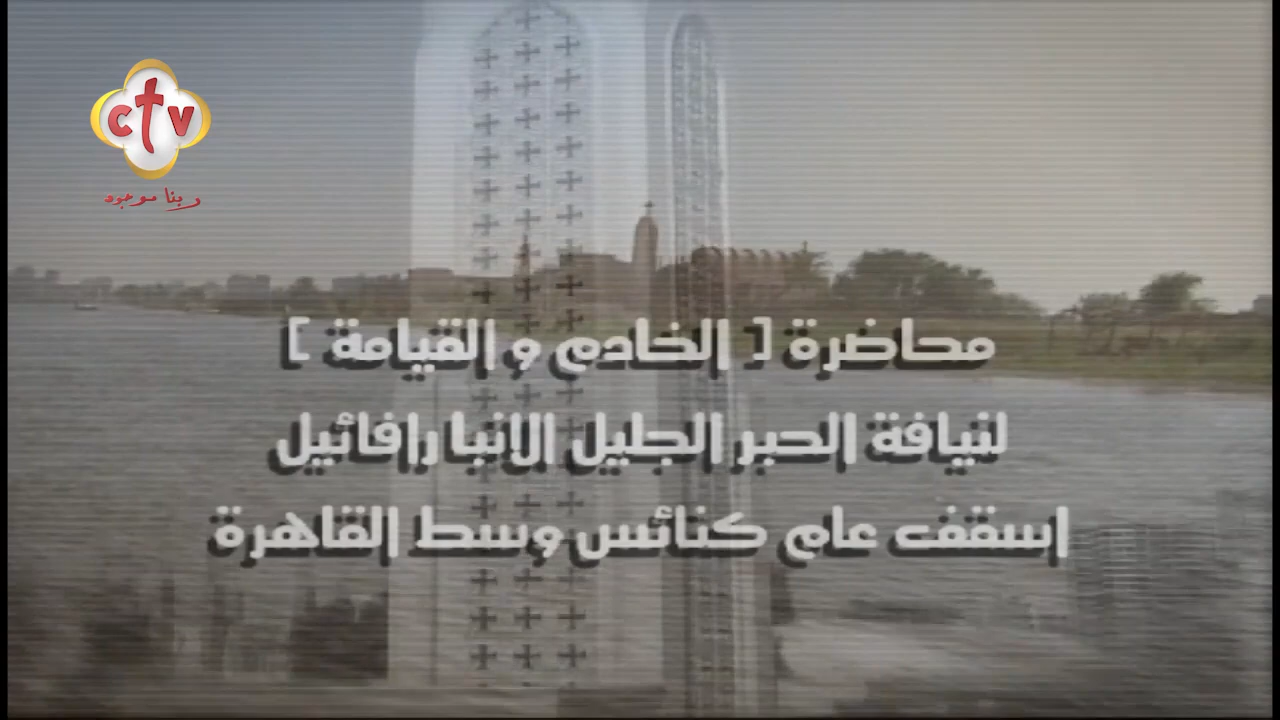 ctv
ربنا موجود
محاضرة [ الخادم و القيامة ]
لنيافة الحبر الجليل الانبا رافائيل
اسقف عام كنائس وسط القاهرة